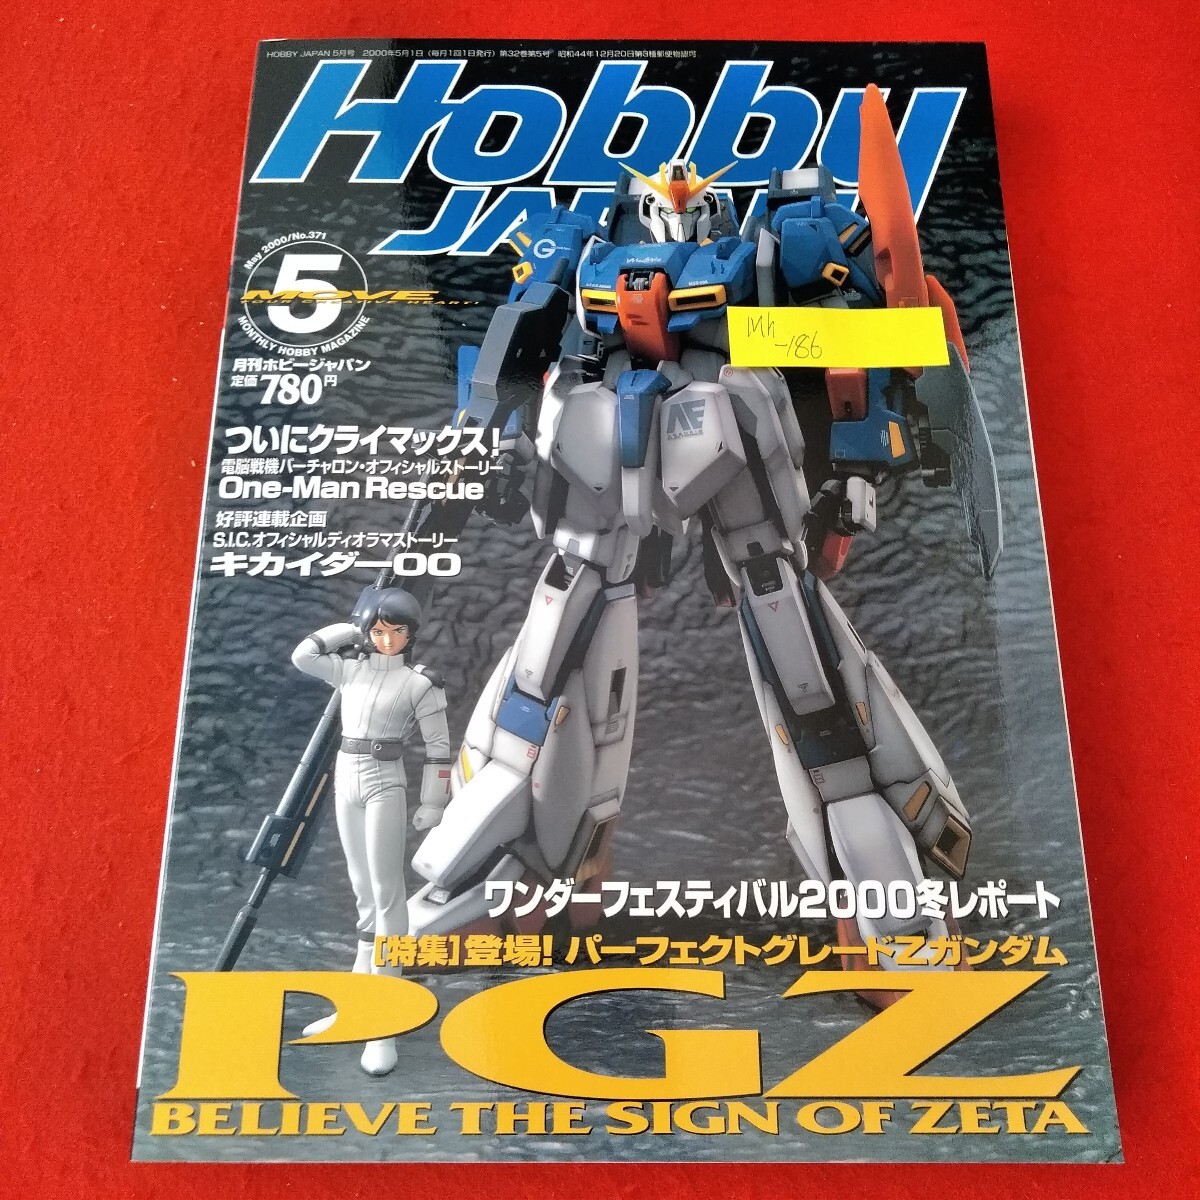 HOBBY JAPAN 5月号 2000年5月1日(毎月1回1日発行)第32巻第5号 昭和44年12月20日第3種郵便物認可
Hobby
JAPAN
May 2000/No.371
5
MOVE
MONTHLY HOBBY MAGAZINE
月刊ホビージャパン
定価780円
Mh
-186
ついにクライマックス!
電脳戦機バーチャロン・オフィシャルストーリー
One-Man Rescue
好評連載企画
S.I.C.オフィシャルディオラマストーリー
キカイダーOO
G
AE
ワンダーフェスティバル2000冬レポート
[特集]登場! パーフェクトグレードZガンダム
PGZ
BELIEVE THE SIGN OF ZETA